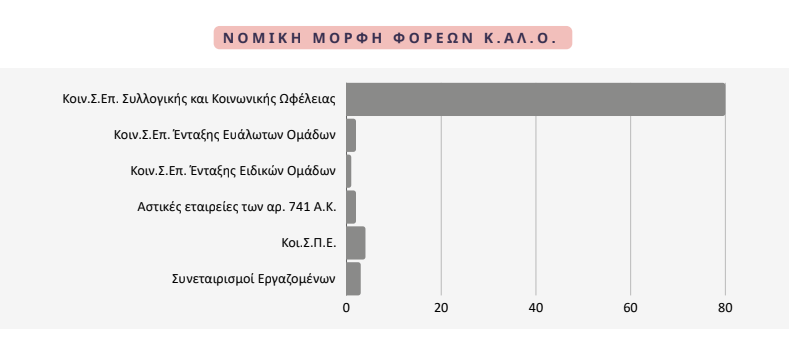 ΝΟΜΙΚΗ ΜΟΡΦΗ ΦΟΡΕΩΝ Κ.ΑΛ.Ο.
Κοιν.Σ.Επ. Συλλογικής και Κοινωνικής Ωφέλειας
Κοιν.Σ.Επ. Ένταξης Ευάλωτων Ομάδων
Κοιν.Σ.Επ. Ένταξης Ειδικών Ομάδων
Αστικές εταιρείες των αρ. 741 Α.Κ.
Κοι.Σ.Π.Ε.
Συνεταιρισμοί Εργαζομένων
0 20 40 60 80